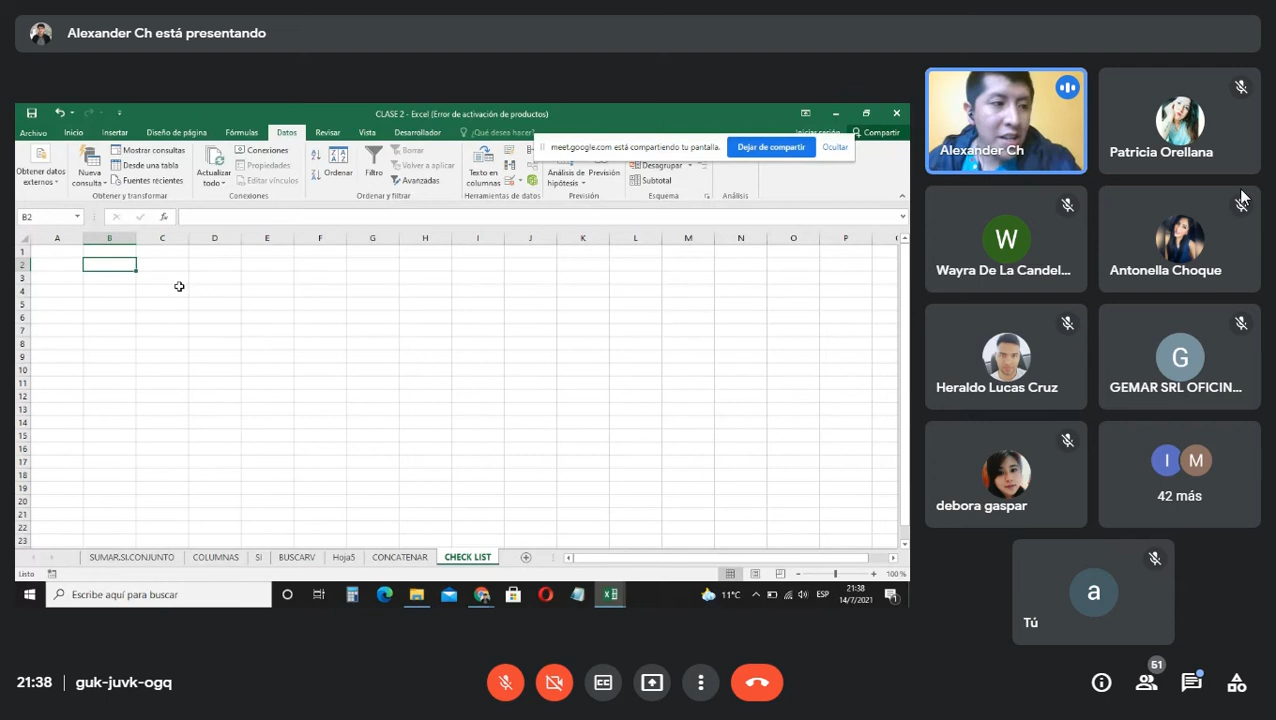 Alexander Ch está presentando
CLASE 2 - Excel (Error de activación de productos)
Archivo Inicio Insertar Diseño de página Fórmulas Datos Revisar Vista Desarrollador ¿Qué desea hacer? Iniciar sesión Compartir
meet.google.com está compartiendo tu pantalla. Dejar de compartir Ocultar
Obtener datos externos
Nueva consulta
Mostrar consultas
Desde una tabla
Fuentes recientes
Obtener y transformar
Actualizar todo
Conexiones
Propiedades
Editar vínculos
Conexiones
Ordenar
Filtro
Borrar
Volver a aplicar
Avanzadas
Ordenar y filtrar
Texto en columnas
Herramientas de datos
Análisis de hipótesis
Previsión
Previsión
Desagrupar
Subtotal
Esquema
Análisis
B2
fx
A B C D E F G H I J K L M N O P
1
2
3
4
5
6
7
8
9
10
11
12
13
14
15
16
17
18
19
20
21
22
23
SUMAR.SI.CONJUNTO COLUMNAS SI BUSCARV Hoja5 CONCATENAR CHECK LIST
Listo
100 %
Escribe aquí para buscar
11°C
ESP
21:38
14/7/2021
1
Alexander Ch
Patricia Orellana
W
Wayra De La Candel...
Antonella Choque
Heraldo Lucas Cruz
G
GEMAR SRL OFICIN...
debora gaspar
I M
42 más
a
Tú
21:38 | guk-juvk-ogq
51